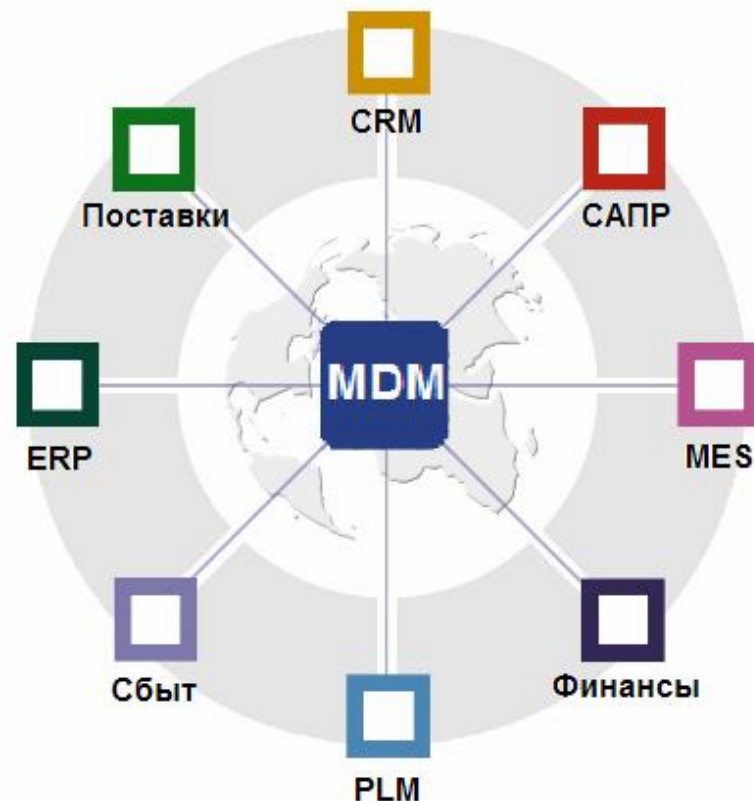 CRM
САПР
Поставки
MDM
ERP
MES
Сбыт
Финансы
PLM